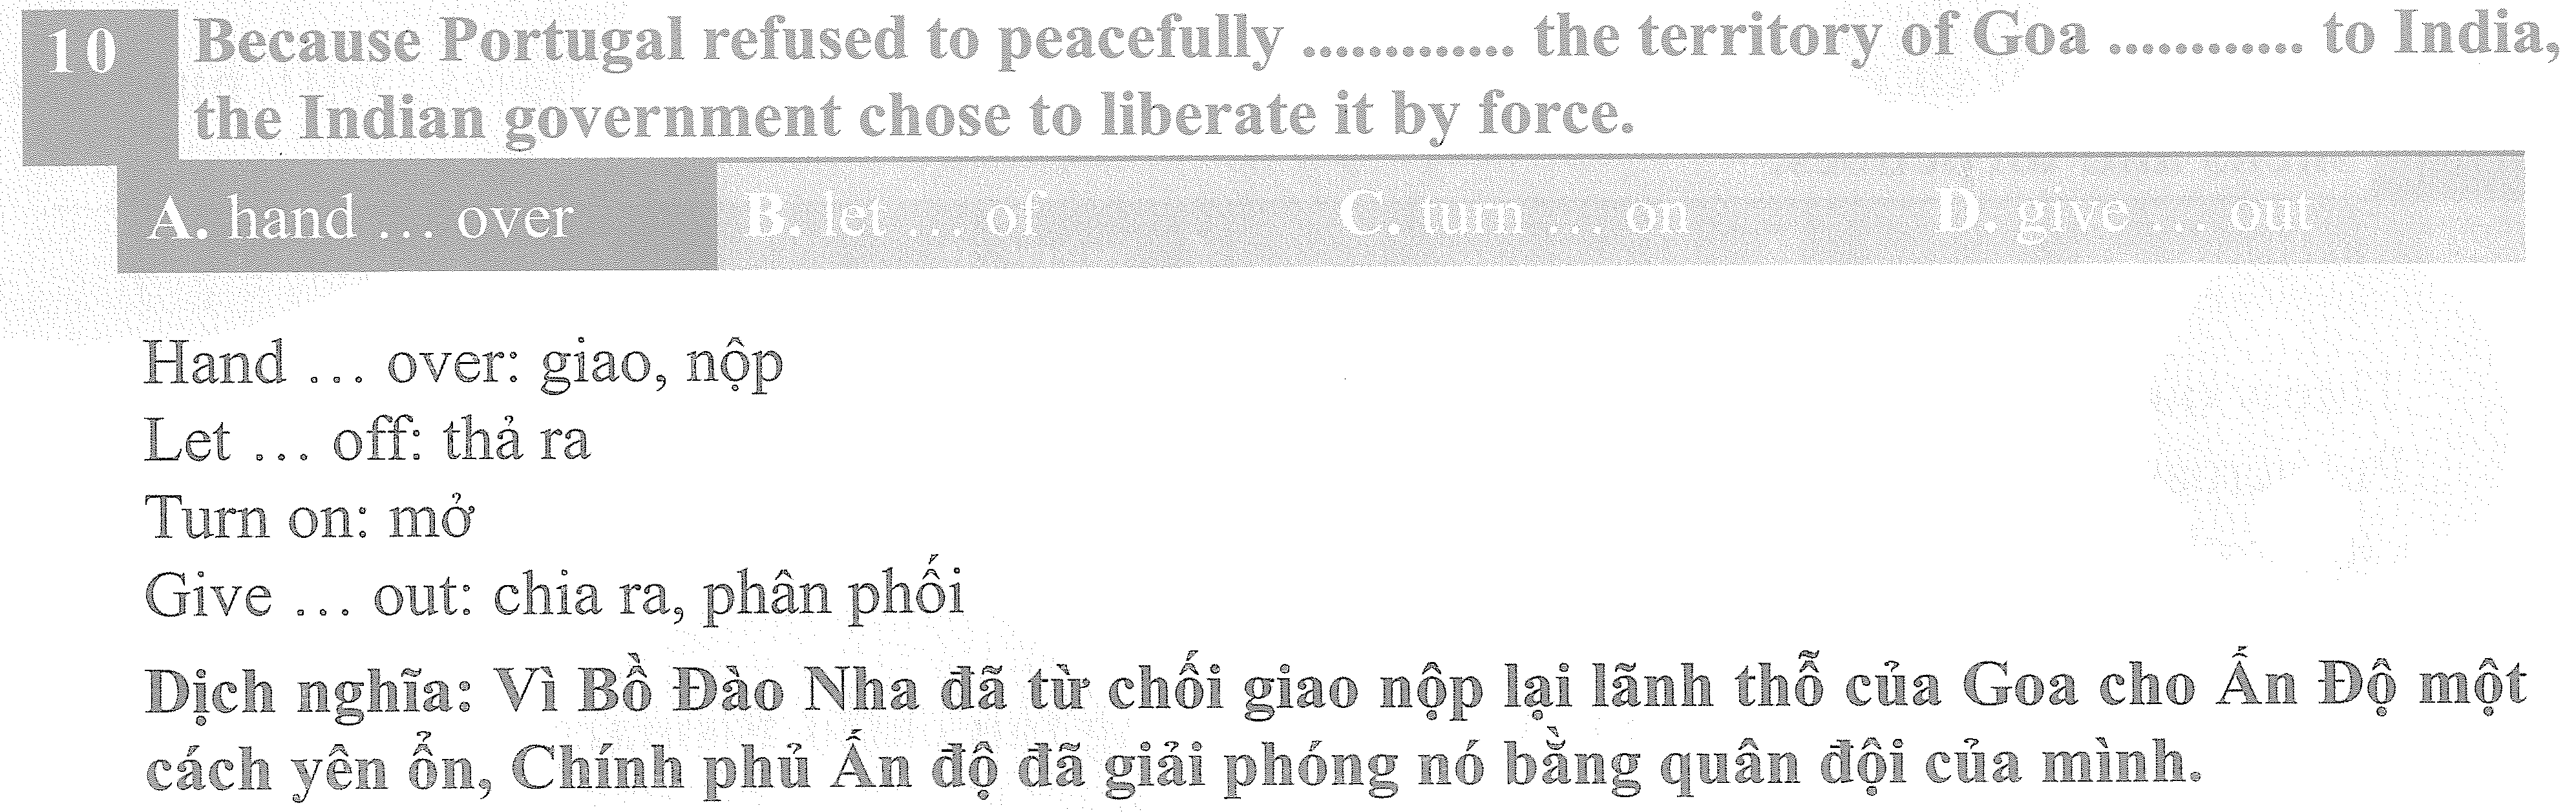 10 Because Portugal refused to peacefully ............. the territory of Goa ............ to India,
the Indian government chose to liberate it by force.
A. hand … over B. let … of C. turn … on D. give … out
Hand … over: giao, nộp
Let … off: thả ra
Turn on: mở
Give … out: chia ra, phân phối
Dịch nghĩa: Vì Bồ Đào Nha đã từ chối giao nộp lại lãnh thỗ của Goa cho Ấn Độ một
cách yên ổn, Chính phủ Ấn độ đã giải phóng nó bằng quân đội của mình.